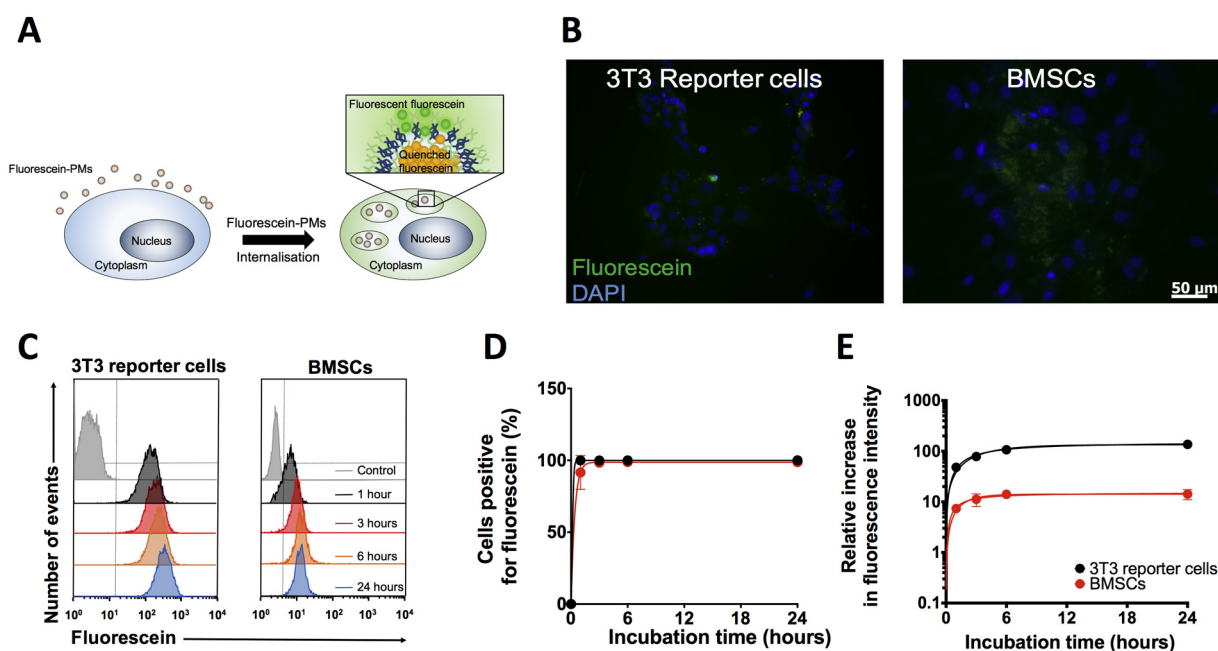 A
Fluorescein-PMs
Nucleus
Cytoplasm
Fluorescein-PMs
Internalisation
Fluorescent fluorescein
Quenched
fluorescein
Nucleus
Cytoplasm
B
3T3 Reporter cells
Fluorescein
DAPI
BMSCs
50 µm
C
3T3 reporter cells
BMSCs
Number of events
Control
1 hour
3 hours
6 hours
24 hours
10⁰ 10¹ 10² 10³ 10⁴
10⁰ 10¹ 10² 10³ 10⁴
Fluorescein
D
Cells positive
for fluorescein (%)
150
100
50
0
0 6 12 18 24
Incubation time (hours)
E
Relative increase
in fluorescence intensity
1000
100
10
1
0.1
3T3 reporter cells
BMSCs
0 6 12 18 24
Incubation time (hours)